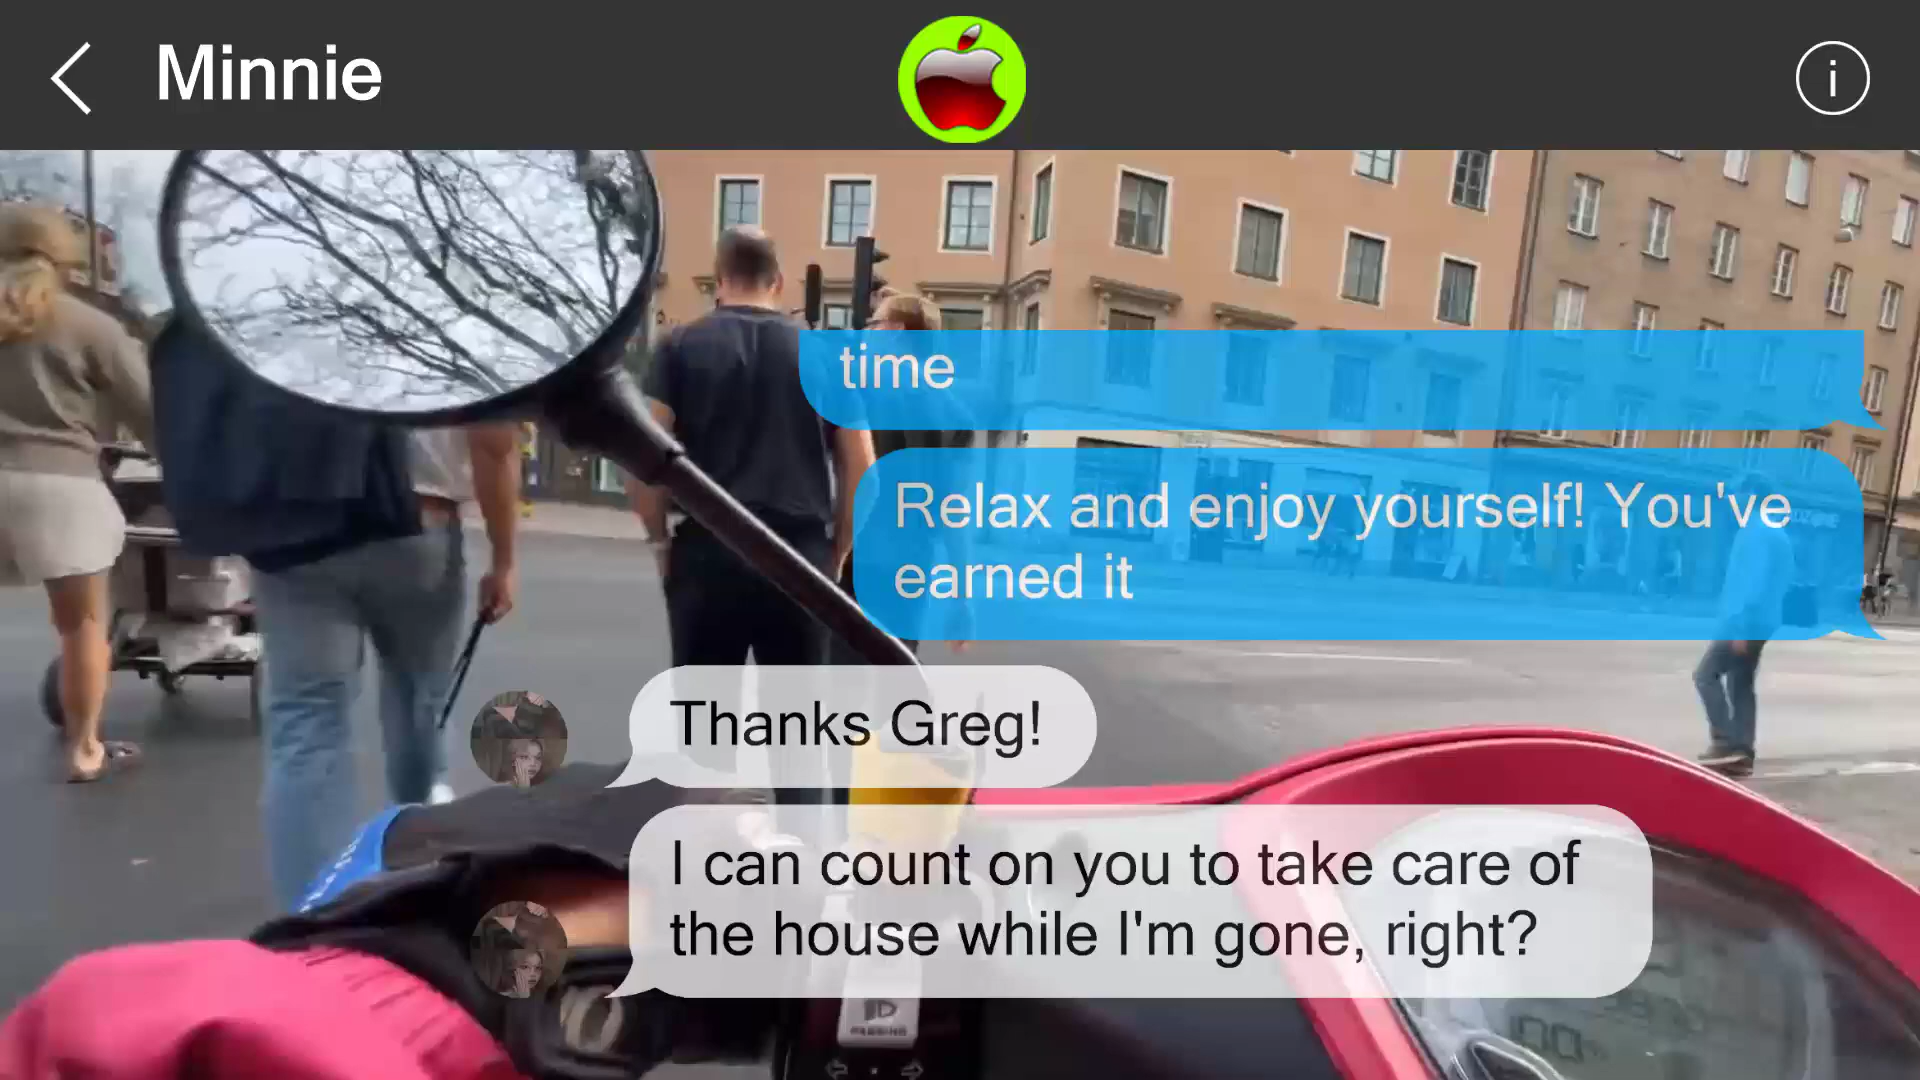 Minnie
i
time
Relax and enjoy yourself! You've
earned it
Thanks Greg!
I can count on you to take care of
the house while I'm gone, right?
PASSING